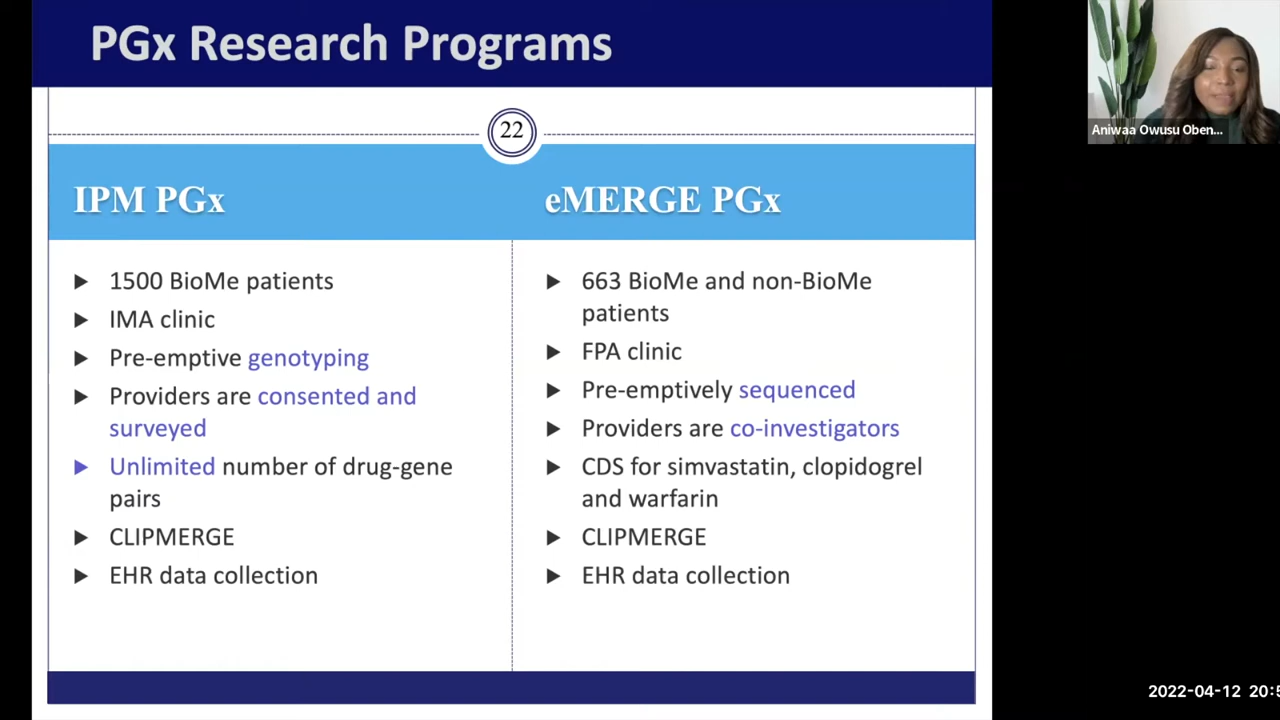 PGx Research Programs
22
IPM PGx
1500 BioMe patients
IMA clinic
Pre-emptive genotyping
Providers are consented and
surveyed
Unlimited number of drug-gene
pairs
CLIPMERGE
EHR data collection
eMERGE PGx
663 BioMe and non-BioMe
patients
FPA clinic
Pre-emptively sequenced
Providers are co-investigators
CDS for simvastatin, clopidogrel
and warfarin
CLIPMERGE
EHR data collection
Aniwaa Owusu Oben...
2022-04-12 20:5